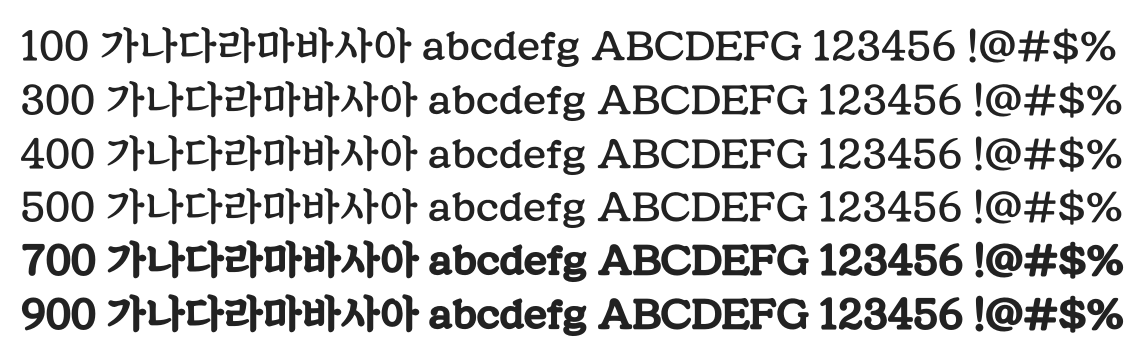 100 가나다라마바사아 abcdefg ABCDEFG 123456 !@#$%
300 가나다라마바사아 abcdefg ABCDEFG 123456 !@#$%
400 가나다라마바사아 abcdefg ABCDEFG 123456 !@#$%
500 가나다라마바사아 abcdefg ABCDEFG 123456 !@#$%
700 가나다라마바사아 abcdefg ABCDEFG 123456 !@#$%
900 가나다라마바사아 abcdefg ABCDEFG 123456 !@#$%